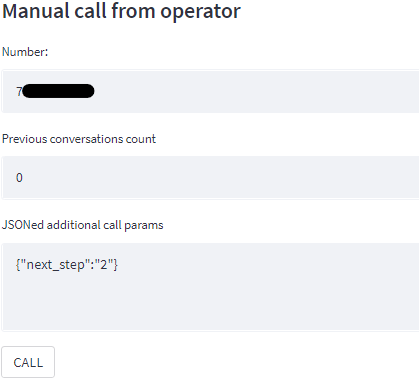 Manual call from operator
Number:
7
Previous conversations count
0
JSONed additional call params
{"next_step":"2"}
CALL